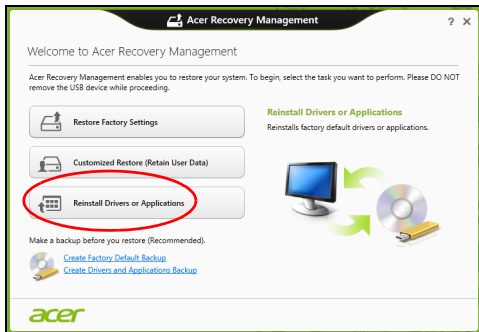 Acer Recovery Management
? X
Welcome to Acer Recovery Management
Acer Recovery Management enables you to restore your system. To begin, select the task you want to perform. Please DO NOT
remove the USB device while proceeding.
Restore Factory Settings
Customized Restore (Retain User Data)
Reinstall Drivers or Applications
Reinstall Drivers or Applications
Reinstalls factory default drivers or applications.
Make a backup before you restore (Recommended).
Create Factory Default Backup
Create Drivers and Applications Backup
acer